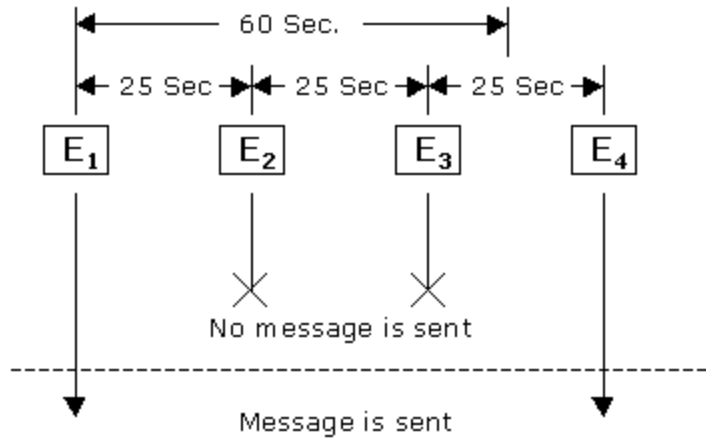 60 Sec.
25 Sec 25 Sec 25 Sec
E1 E2 E3 E4
No message is sent
Message is sent